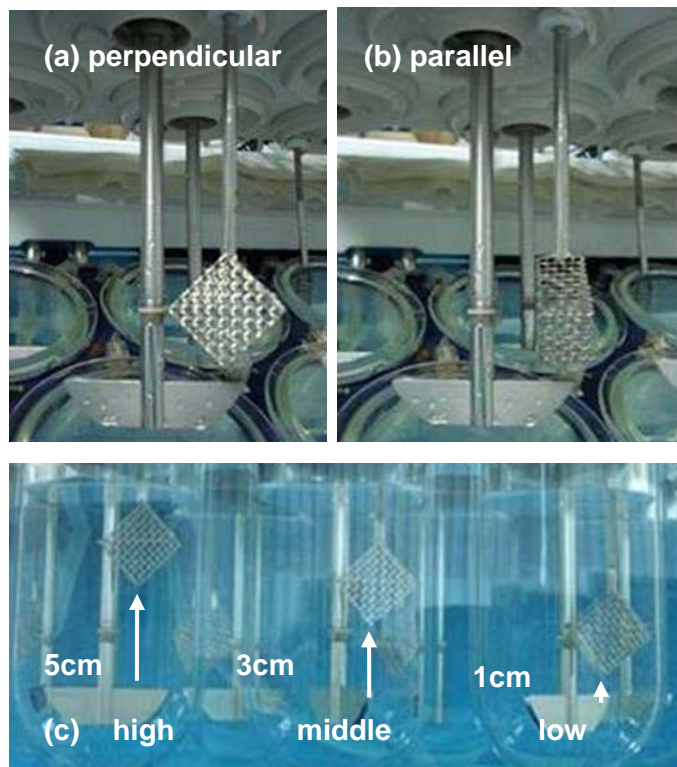 (a) perpendicular
(b) parallel
5cm
3cm
1cm
(c) high
middle
low